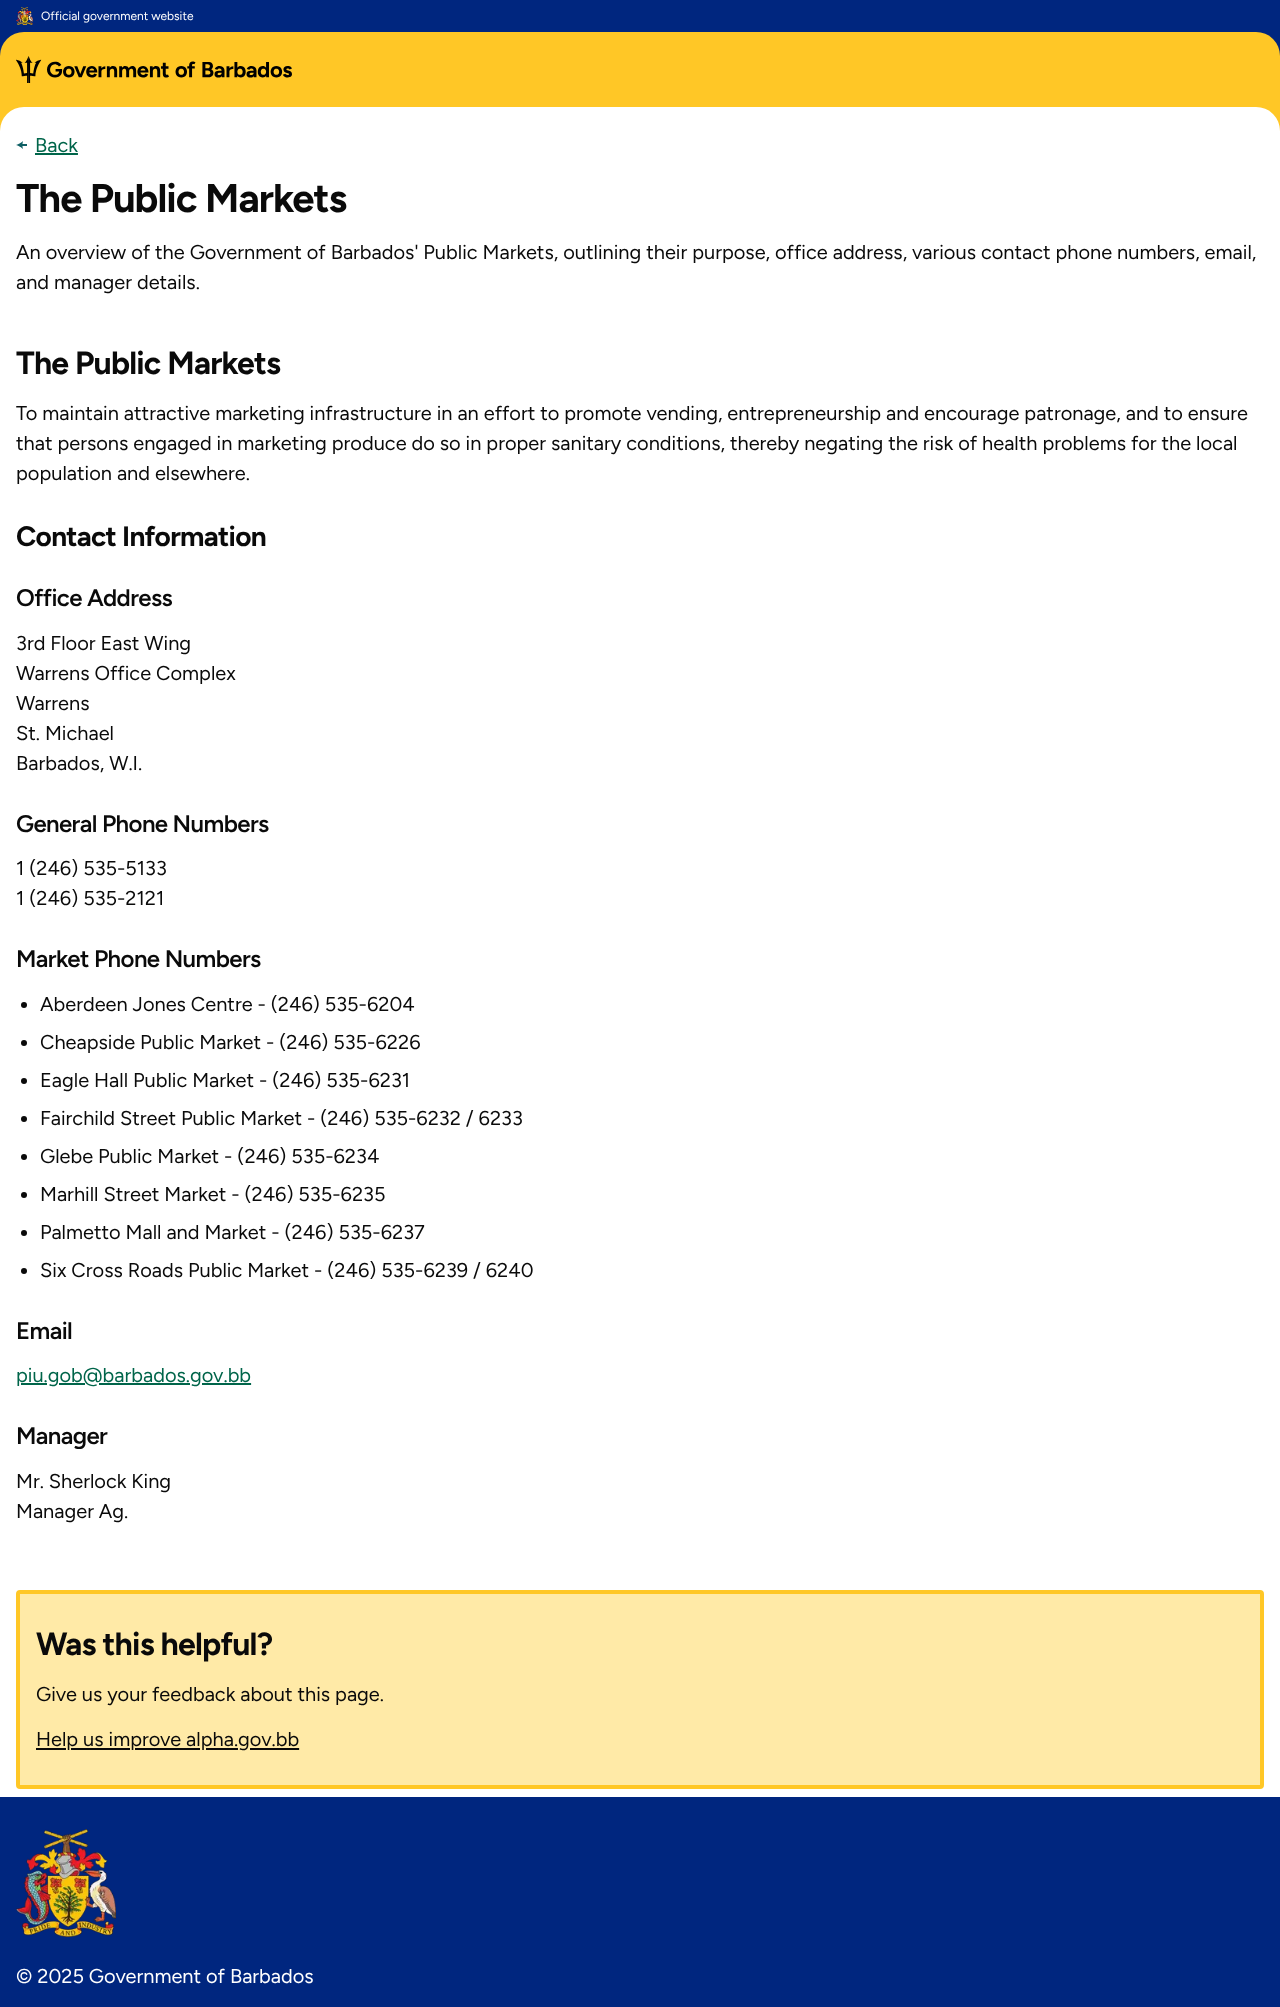 Official government website
Government of Barbados
← Back
The Public Markets
An overview of the Government of Barbados' Public Markets, outlining their purpose, office address, various contact phone numbers, email,
and manager details.
The Public Markets
To maintain attractive marketing infrastructure in an effort to promote vending, entrepreneurship and encourage patronage, and to ensure
that persons engaged in marketing produce do so in proper sanitary conditions, thereby negating the risk of health problems for the local
population and elsewhere.
Contact Information
Office Address
3rd Floor East Wing
Warrens Office Complex
Warrens
St. Michael
Barbados, W.I.
General Phone Numbers
1 (246) 535-5133
1 (246) 535-2121
Market Phone Numbers
• Aberdeen Jones Centre - (246) 535-6204
• Cheapside Public Market - (246) 535-6226
• Eagle Hall Public Market - (246) 535-6231
• Fairchild Street Public Market - (246) 535-6232 / 6233
• Glebe Public Market - (246) 535-6234
• Marhill Street Market - (246) 535-6235
• Palmetto Mall and Market - (246) 535-6237
• Six Cross Roads Public Market - (246) 535-6239 / 6240
Email
piu.gob@barbados.gov.bb
Manager
Mr. Sherlock King
Manager Ag.
Was this helpful?
Give us your feedback about this page.
Help us improve alpha.gov.bb
PRIDE AND INDUSTRY
© 2025 Government of Barbados